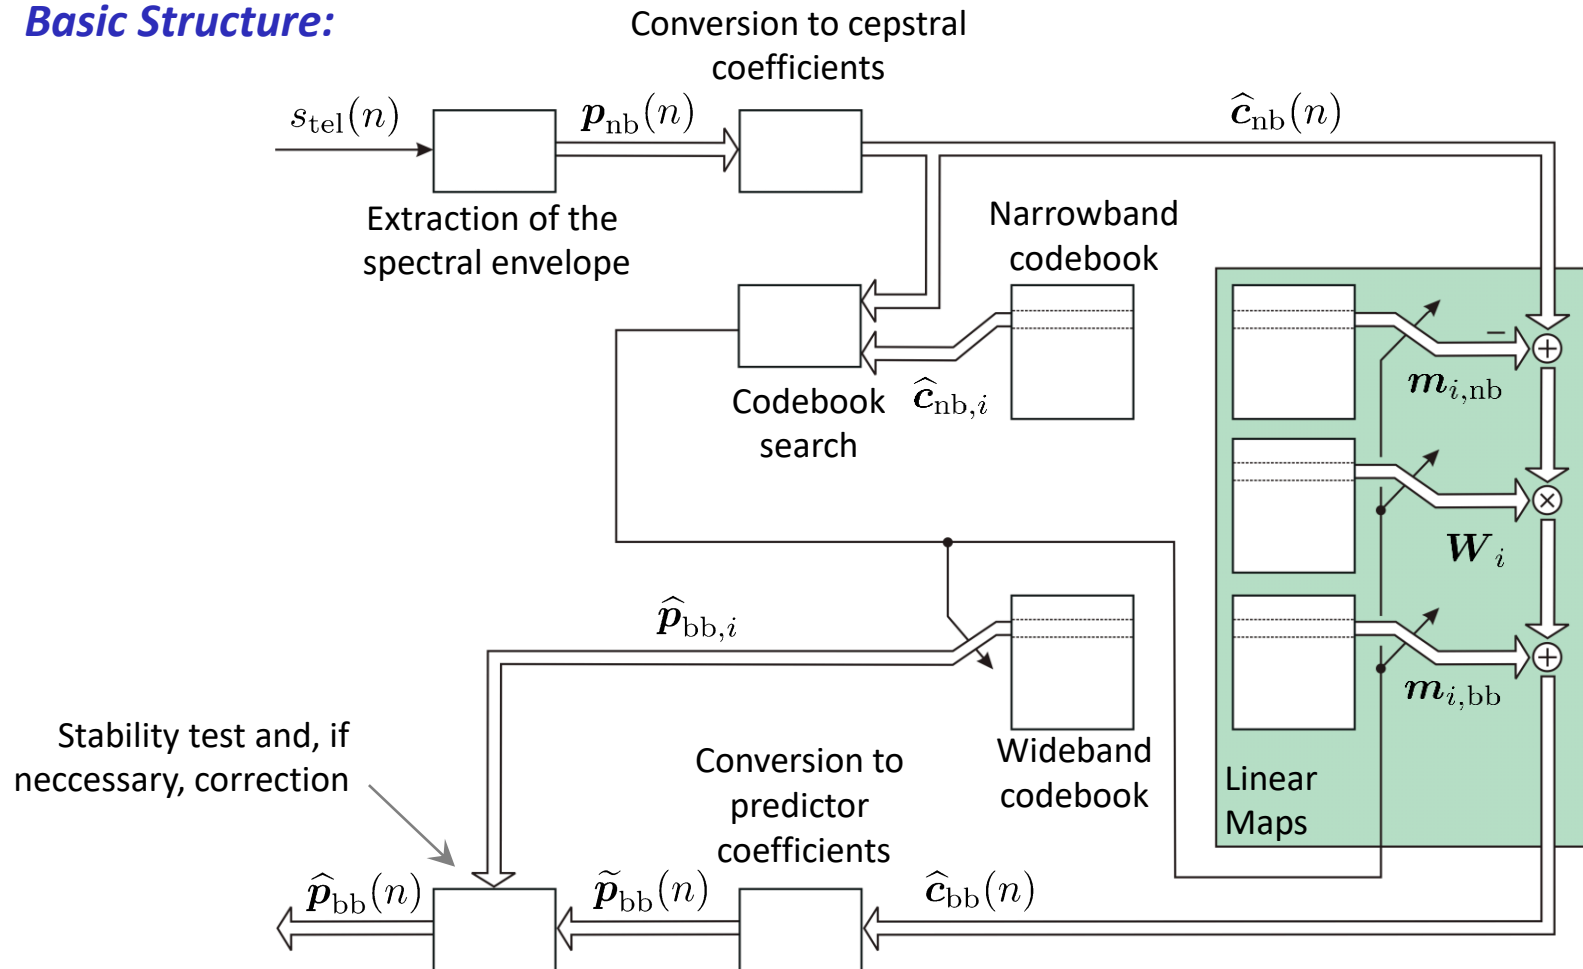 Basic Structure:
Conversion to cepstral
coefficients
s_tel(n)
p_nb(n)
ĉ_nb(n)
Extraction of the
spectral envelope
Narrowband
codebook
−
+
m_i,nb
Codebook
search
ĉ_nb,i
×
W_i
p̂_bb,i
+
m_i,bb
Wideband
codebook
Linear
Maps
Stability test and, if
neccessary, correction
Conversion to
predictor
coefficients
p̂_bb(n)
p̃_bb(n)
ĉ_bb(n)